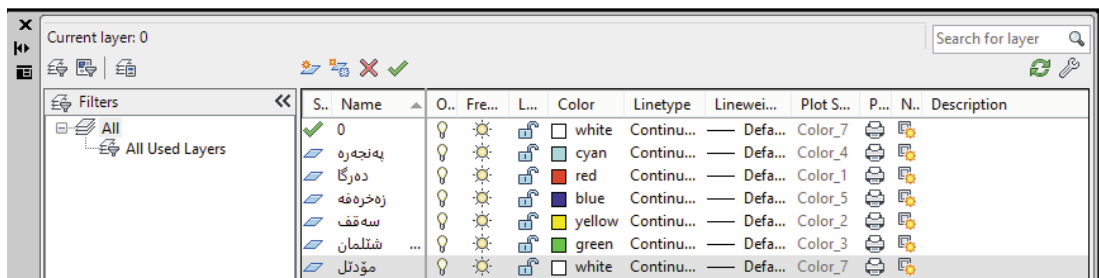 Current layer: 0
Search for layer
Filters
S.. Name O.. Fre... L... Color Linetype Linewei... Plot S... P... N.. Description
All
All Used Layers
0 white Continu... Defa... Color_7
پەنجەرە cyan Continu... Defa... Color_4
دەرگا red Continu... Defa... Color_1
زەخرەفە blue Continu... Defa... Color_5
سەقف yellow Continu... Defa... Color_2
شێلمان ... green Continu... Defa... Color_3
مۆدێل white Continu... Defa... Color_7